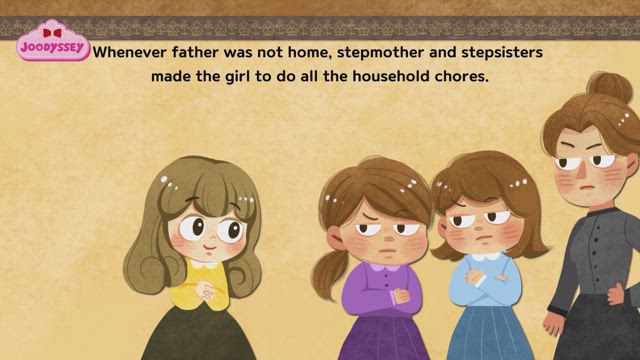 JOODYSSEY
Whenever father was not home, stepmother and stepsisters
made the girl to do all the household chores.